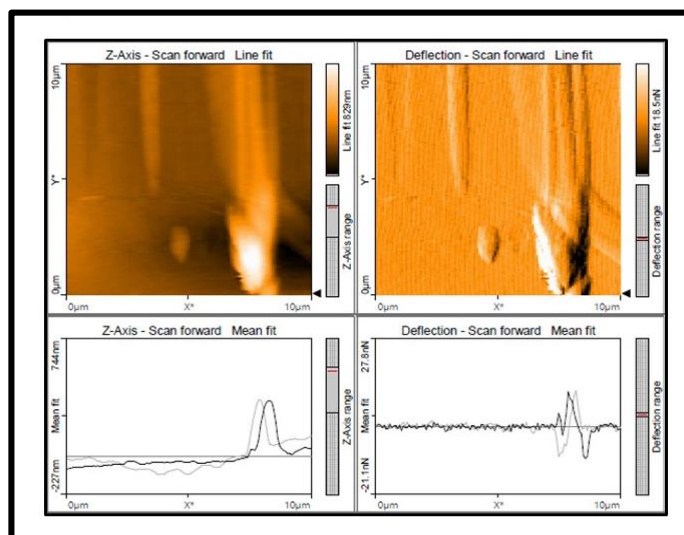 Z-Axis - Scan forward Line fit
10µm
Y*
0µm
0µm X* 10µm
Line fit 829nm
Z-Axis range
Deflection - Scan forward Line fit
10µm
Y*
0µm
0µm X* 10µm
Line fit 18.5nN
Deflection range
Z-Axis - Scan forward Mean fit
744nm
Mean fit
-227nm
0µm X* 10µm
Z-Axis range
Deflection - Scan forward Mean fit
27.8nN
Mean fit
-21.1nN
0µm X* 10µm
Deflection range